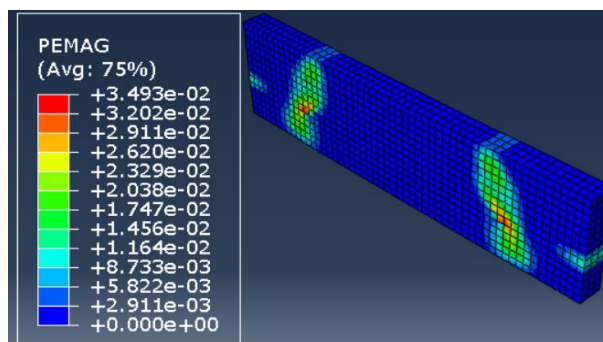 PEMAG
(Avg: 75%)
+3.493e-02
+3.202e-02
+2.911e-02
+2.620e-02
+2.329e-02
+2.038e-02
+1.747e-02
+1.456e-02
+1.164e-02
+8.733e-03
+5.822e-03
+2.911e-03
+0.000e+00